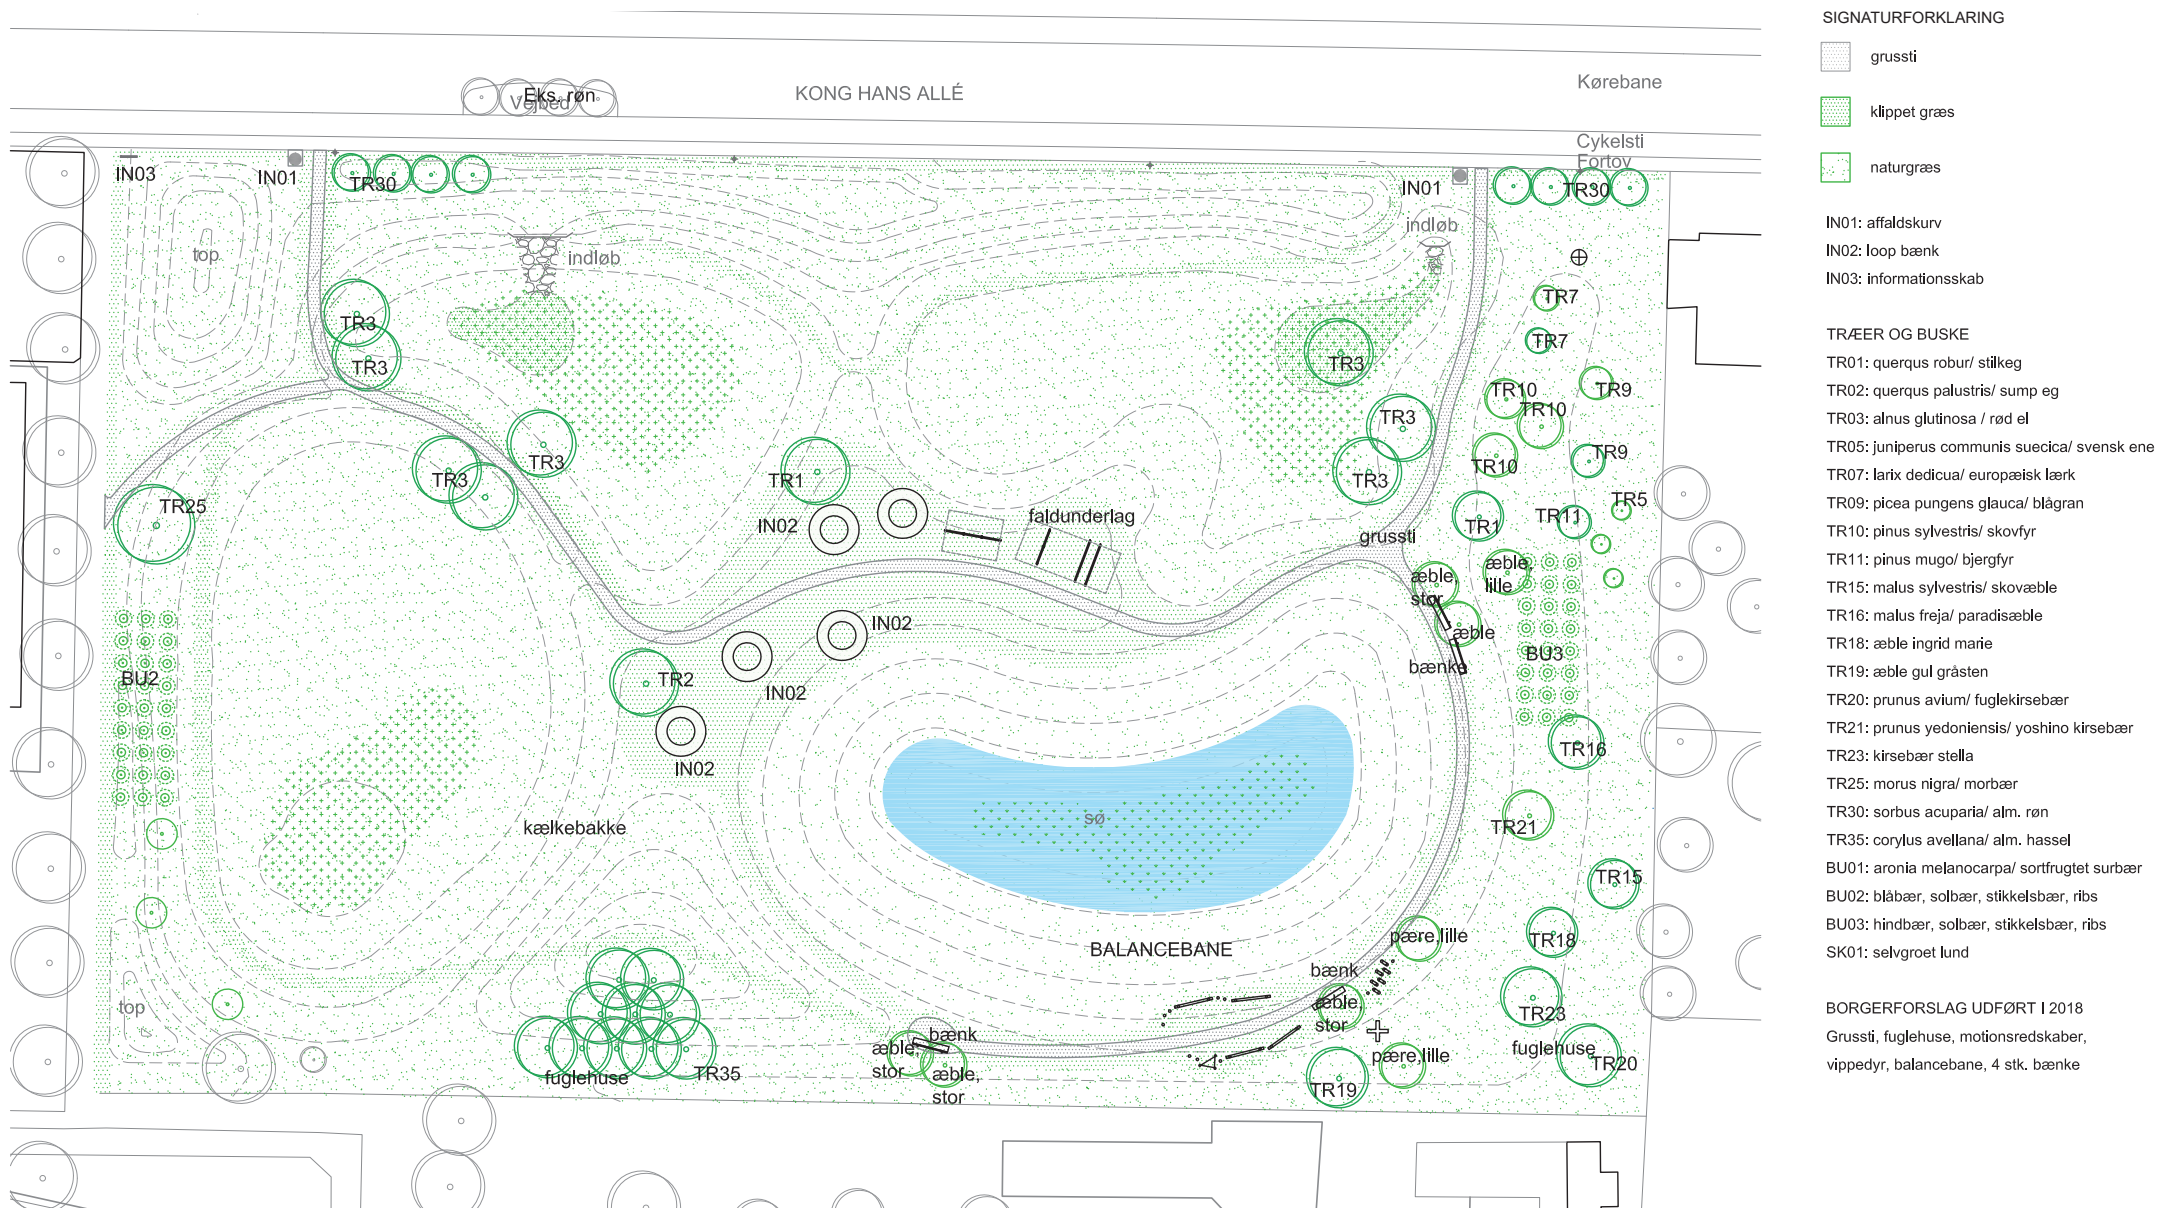 Eks. røn
Vejbed
KONG HANS ALLÉ
Kørebane
Cykelsti
Fortov
IN03
IN01
TR30
IN01
TR30
top
indløb
indløb
TR3
TR3
TR3
TR7
TR7
TR9
TR10
TR10
TR3
TR3
TR3
TR1
TR3
TR10
TR9
TR25
IN02
faldunderlag
TR5
TR11
TR1
grussti
æble,
lille
æble,
stor
æble
IN02
bænke
BU2
BU3
TR2
IN02
IN02
TR16
kælkebakke
sø
TR21
TR15
BALANCEBANE
pære,lille
TR18
bænk
top
æble,
stor
TR23
bænk
æble,
stor
æble,
stor
pære,lille
fuglehuse
TR20
fuglehuse
TR35
TR19
SIGNATURFORKLARING
grussti
klippet græs
naturgræs
IN01: affaldskurv
IN02: loop bænk
IN03: informationsskab
TRÆER OG BUSKE
TR01: querqus robur/ stilkeg
TR02: querqus palustris/ sump eg
TR03: alnus glutinosa / rød el
TR05: juniperus communis suecica/ svensk ene
TR07: larix dedicua/ europæisk lærk
TR09: picea pungens glauca/ blågran
TR10: pinus sylvestris/ skovfyr
TR11: pinus mugo/ bjergfyr
TR15: malus sylvestris/ skovæble
TR16: malus freja/ paradisæble
TR18: æble ingrid marie
TR19: æble gul gråsten
TR20: prunus avium/ fuglekirsebær
TR21: prunus yedoniensis/ yoshino kirsebær
TR23: kirsebær stella
TR25: morus nigra/ morbær
TR30: sorbus acuparia/ alm. røn
TR35: corylus avellana/ alm. hassel
BU01: aronia melanocarpa/ sortfrugtet surbær
BU02: blåbær, solbær, stikkelsbær, ribs
BU03: hindbær, solbær, stikkelsbær, ribs
SK01: selvgroet lund
BORGERFORSLAG UDFØRT I 2018
Grussti, fuglehuse, motionsredskaber,
vippedyr, balancebane, 4 stk. bænke